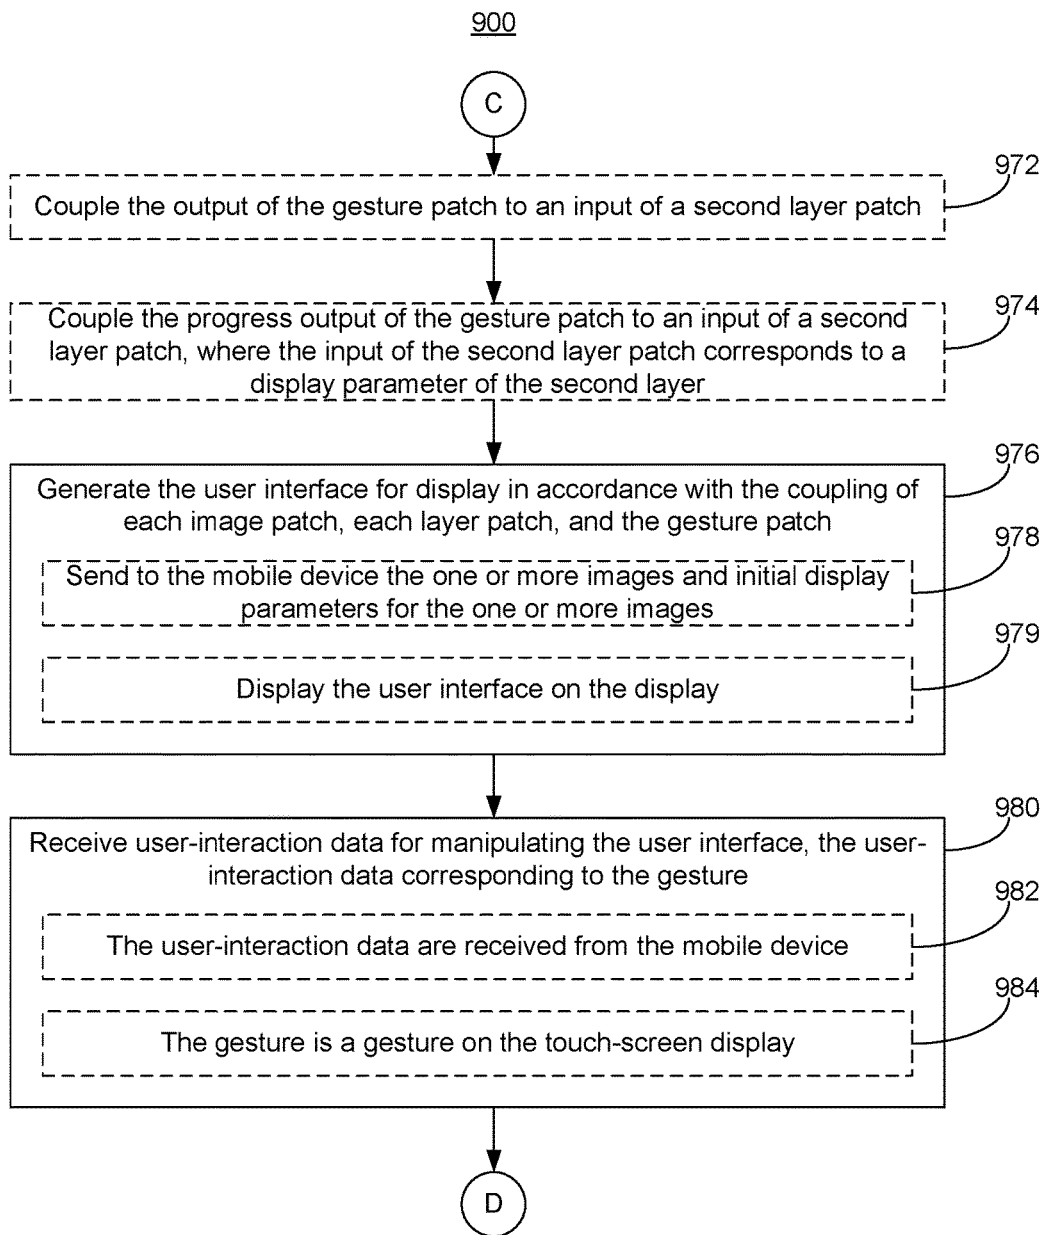 900
C
972
Couple the output of the gesture patch to an input of a second layer patch
974
Couple the progress output of the gesture patch to an input of a second
layer patch, where the input of the second layer patch corresponds to a
display parameter of the second layer
976
Generate the user interface for display in accordance with the coupling of
each image patch, each layer patch, and the gesture patch
978
Send to the mobile device the one or more images and initial display
parameters for the one or more images
979
Display the user interface on the display
980
Receive user-interaction data for manipulating the user interface, the user-
interaction data corresponding to the gesture
982
The user-interaction data are received from the mobile device
984
The gesture is a gesture on the touch-screen display
D